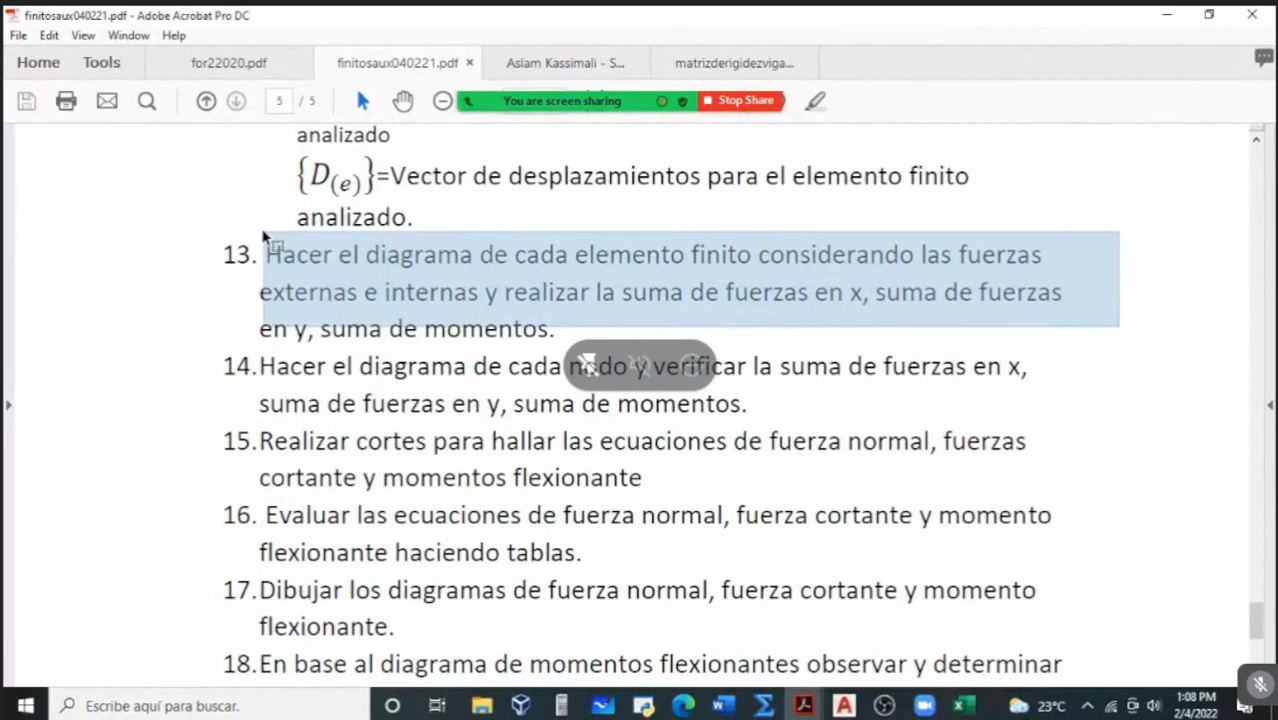 finitosaux040221.pdf - Adobe Acrobat Pro DC
File Edit View Window Help
Home Tools for22020.pdf finitosaux040221.pdf × Aslam Kassimali - S... matrizderigidezviga...
5 / 5 You are screen sharing Stop Share
analizado
{D(e)}=Vector de desplazamientos para el elemento finito
analizado.
13. Hacer el diagrama de cada elemento finito considerando las fuerzas
externas e internas y realizar la suma de fuerzas en x, suma de fuerzas
en y, suma de momentos.
14.Hacer el diagrama de cada nodo y verificar la suma de fuerzas en x,
suma de fuerzas en y, suma de momentos.
15.Realizar cortes para hallar las ecuaciones de fuerza normal, fuerzas
cortante y momentos flexionante
16. Evaluar las ecuaciones de fuerza normal, fuerza cortante y momento
flexionante haciendo tablas.
17.Dibujar los diagramas de fuerza normal, fuerza cortante y momento
flexionante.
18.En base al diagrama de momentos flexionantes observar y determinar
Escribe aquí para buscar.
23°C
1:08 PM
2/4/2022